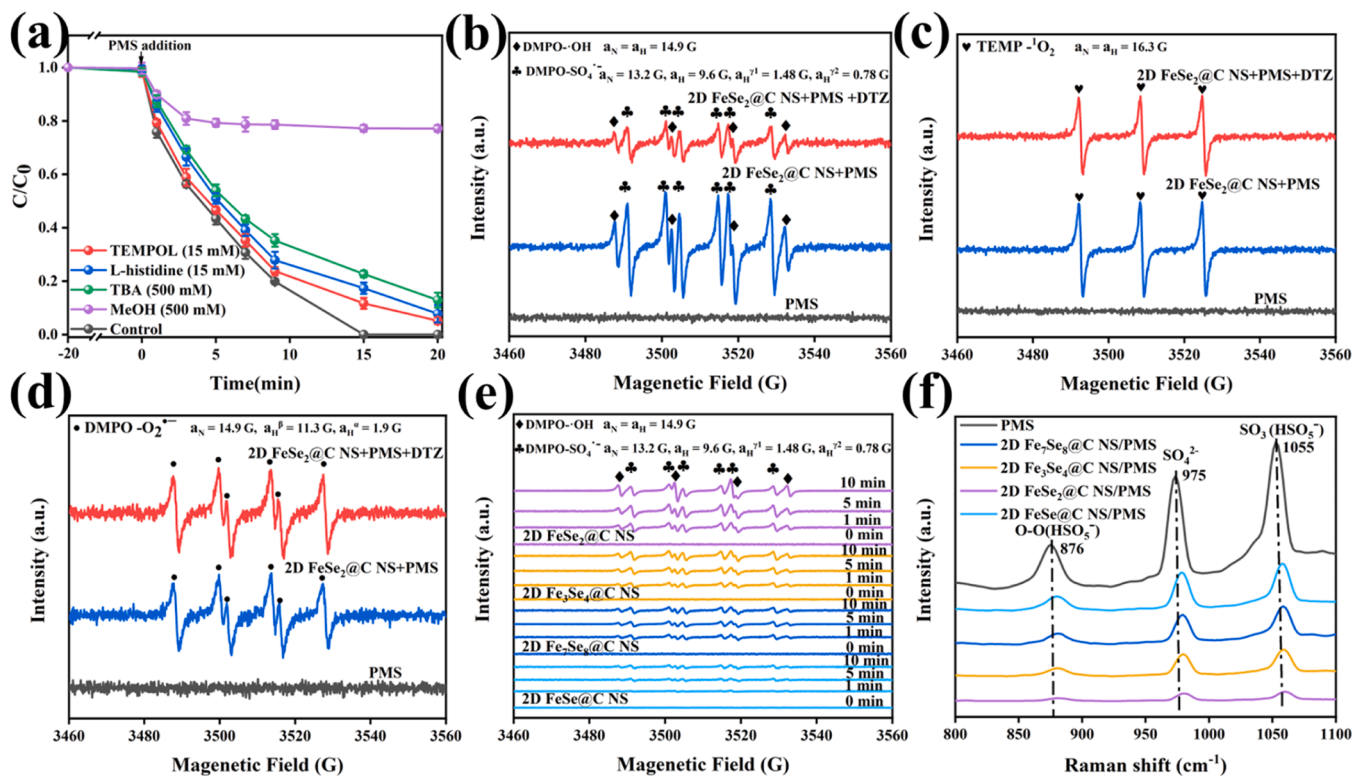 (a)
PMS addition
1.0
0.8
0.6
0.4
0.2
0.0
C/C0
TEMPOL (15 mM)
L-histidine (15 mM)
TBA (500 mM)
MeOH (500 mM)
Control
-20 0 5 10 15 20
Time(min)
(b)
♦ DMPO-·OH aN = aH = 14.9 G
♣ DMPO-SO4·- aN = 13.2 G, aH = 9.6 G, aHγ1 = 1.48 G, aHγ2 = 0.78 G
2D FeSe2@C NS+PMS +DTZ
2D FeSe2@C NS+PMS
PMS
Intensity (a.u.)
3460 3480 3500 3520 3540 3560
Magenetic Field (G)
(c)
♥ TEMP -1O2 aN = aH = 16.3 G
2D FeSe2@C NS+PMS+DTZ
2D FeSe2@C NS+PMS
PMS
Intensity (a.u.)
3460 3480 3500 3520 3540 3560
Magenetic Field (G)
(d)
• DMPO -O2•− aN = 14.9 G, aHβ = 11.3 G, aHα = 1.9 G
2D FeSe2@C NS+PMS+DTZ
2D FeSe2@C NS+PMS
PMS
Intensity (a.u.)
3460 3480 3500 3520 3540 3560
Magenetic Field (G)
(e)
♦ DMPO-·OH aN = aH = 14.9 G
♣ DMPO-SO4·- aN = 13.2 G, aH = 9.6 G, aHγ1 = 1.48 G, aHγ2 = 0.78 G
10 min
5 min
1 min
2D FeSe2@C NS 0 min
10 min
5 min
1 min
2D Fe3Se4@C NS 0 min
10 min
5 min
1 min
2D Fe7Se8@C NS 0 min
10 min
5 min
1 min
2D FeSe@C NS 0 min
Intensity (a.u.)
3460 3480 3500 3520 3540 3560
Magenetic Field (G)
(f)
PMS
2D Fe7Se8@C NS/PMS
2D Fe3Se4@C NS/PMS
2D FeSe2@C NS/PMS
2D FeSe@C NS/PMS
SO3 (HSO5-)
1055
SO42-
975
O-O(HSO5-)
876
Intensity (a.u.)
800 850 900 950 1000 1050 1100
Raman shift (cm-1)